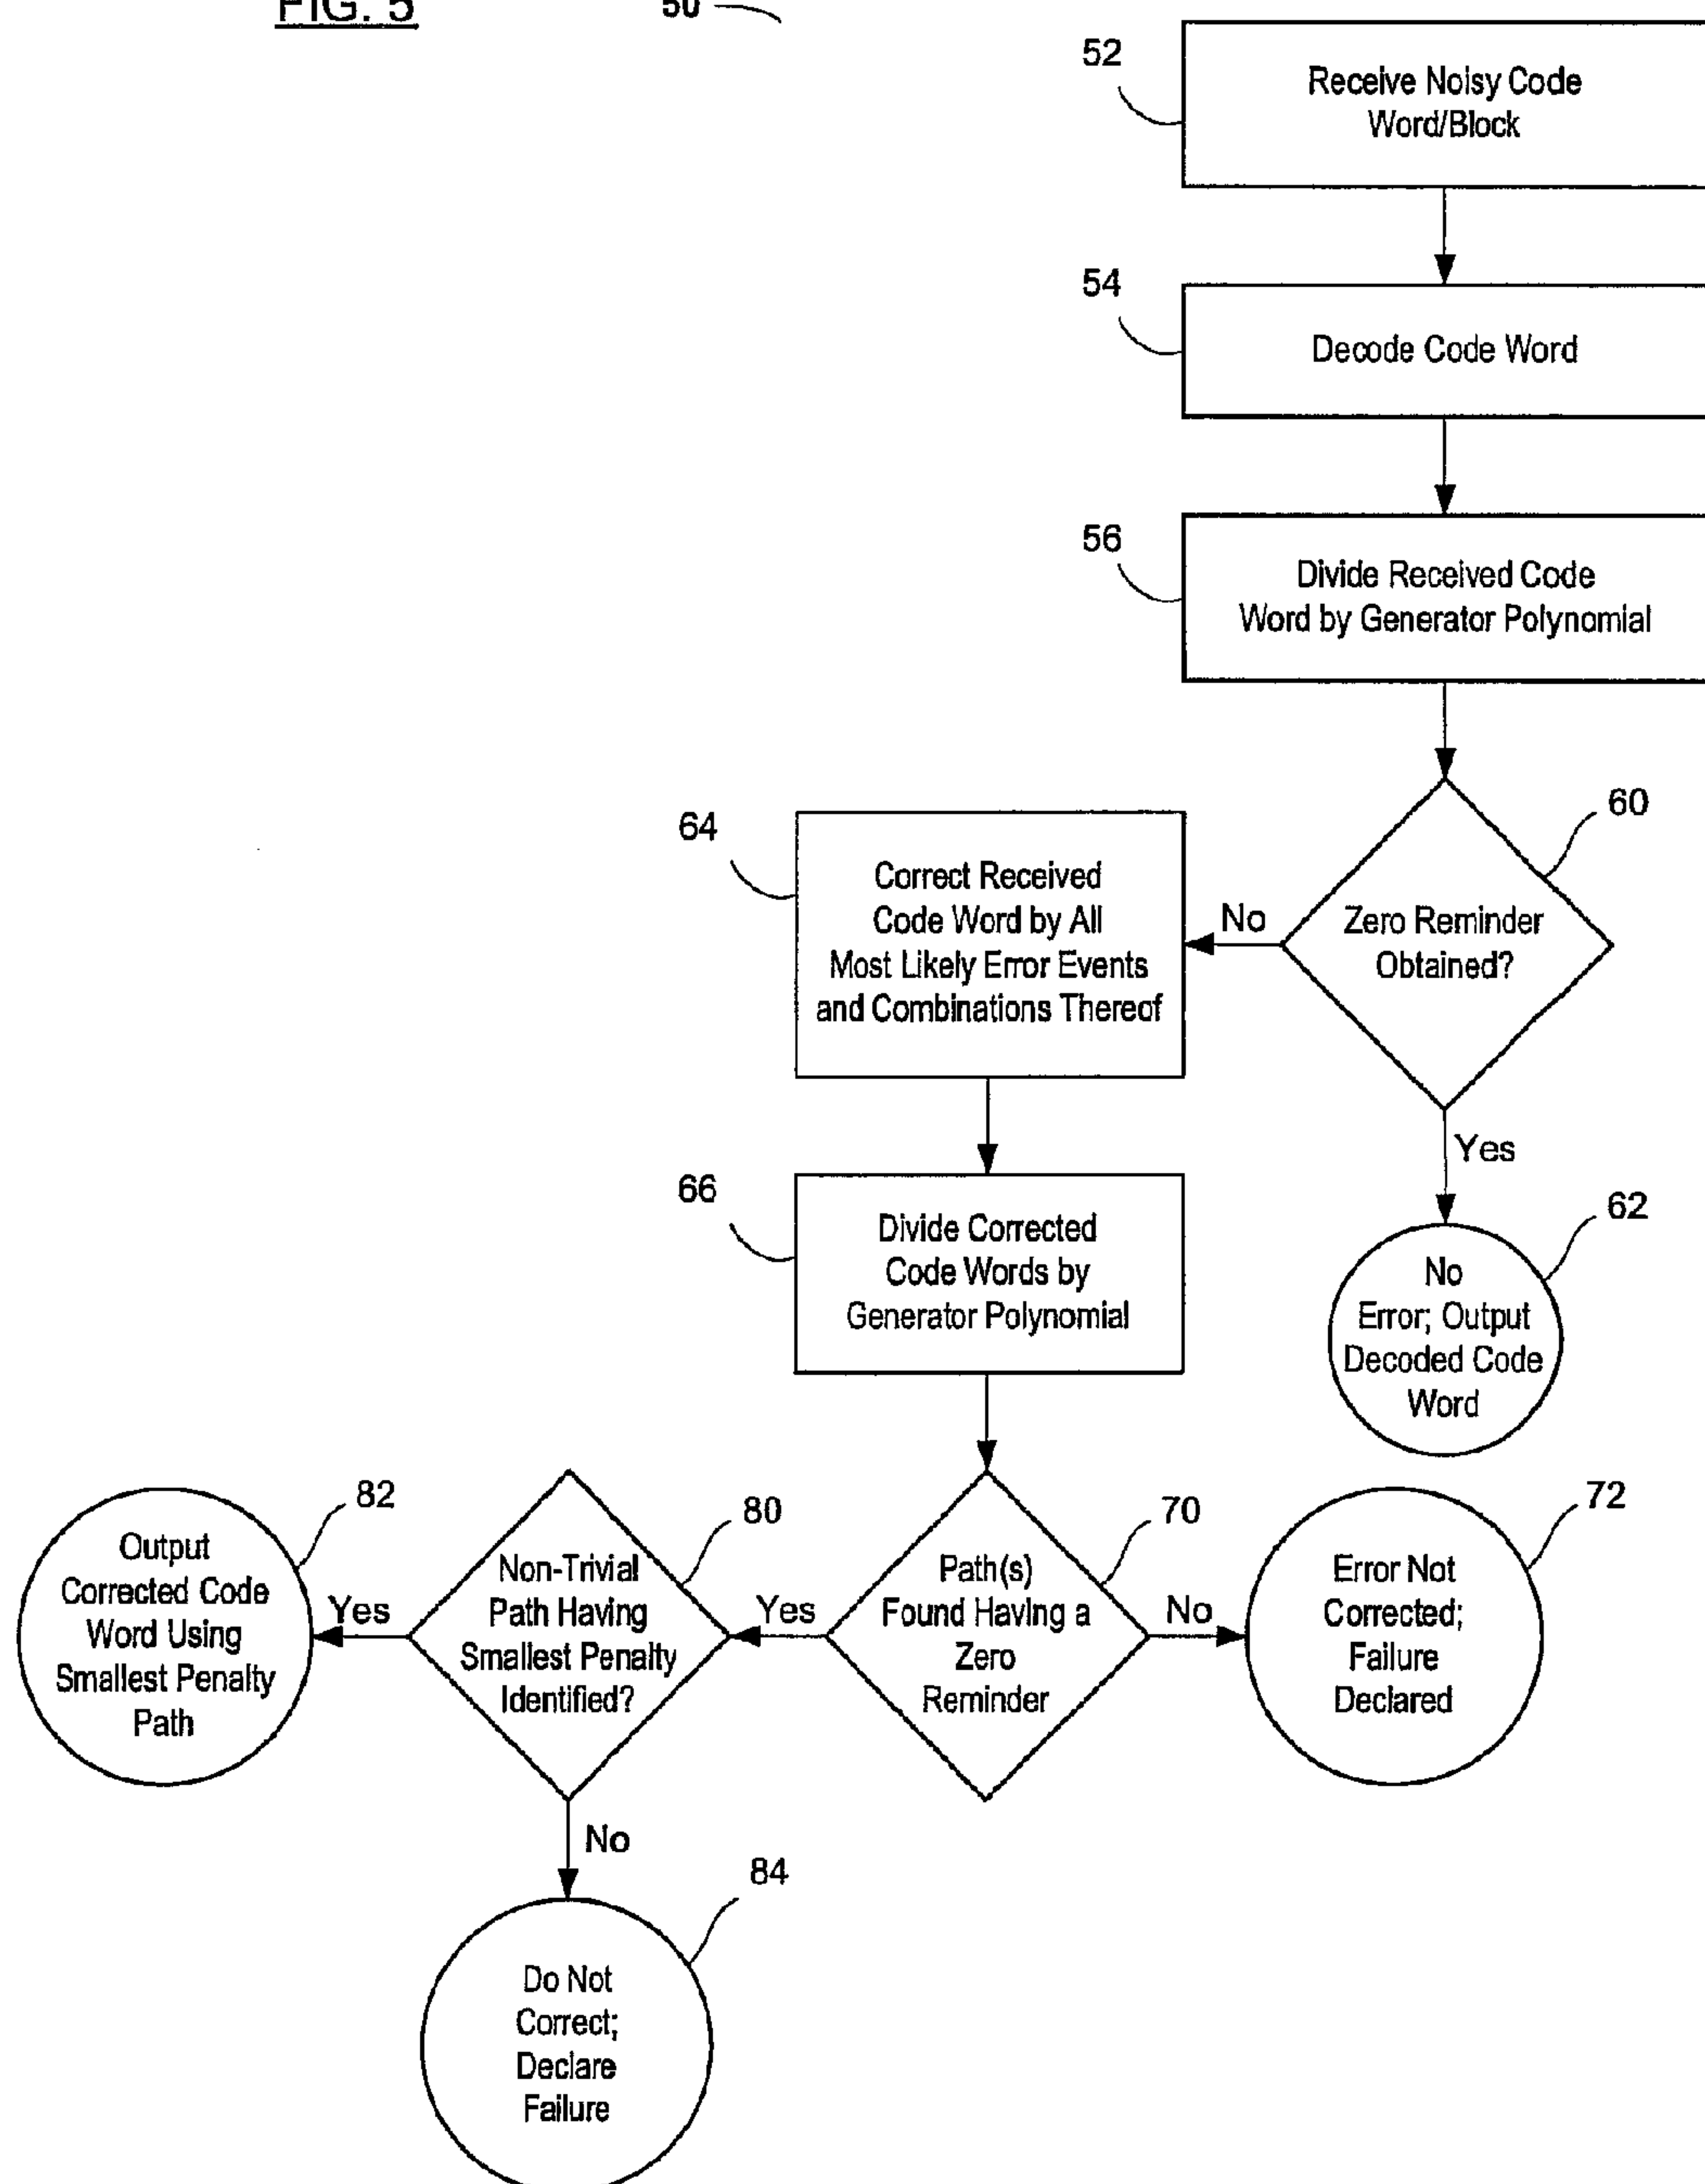 FIG. 5
50
52
Receive Noisy Code
Word/Block
54
Decode Code Word
56
Divide Received Code
Word by Generator Polynomial
60
Zero Reminder
Obtained?
No
Yes
64
Correct Received
Code Word by All
Most Likely Error Events
and Combinations Thereof
66
Divide Corrected
Code Words by
Generator Polynomial
62
No
Error; Output
Decoded Code
Word
70
Path(s)
Found Having a
Zero
Reminder
No
72
Error Not
Corrected;
Failure
Declared
Yes
80
Non-Trivial
Path Having
Smallest Penalty
Identified?
Yes
82
Output
Corrected Code
Word Using
Smallest Penalty
Path
No
84
Do Not
Correct;
Declare
Failure